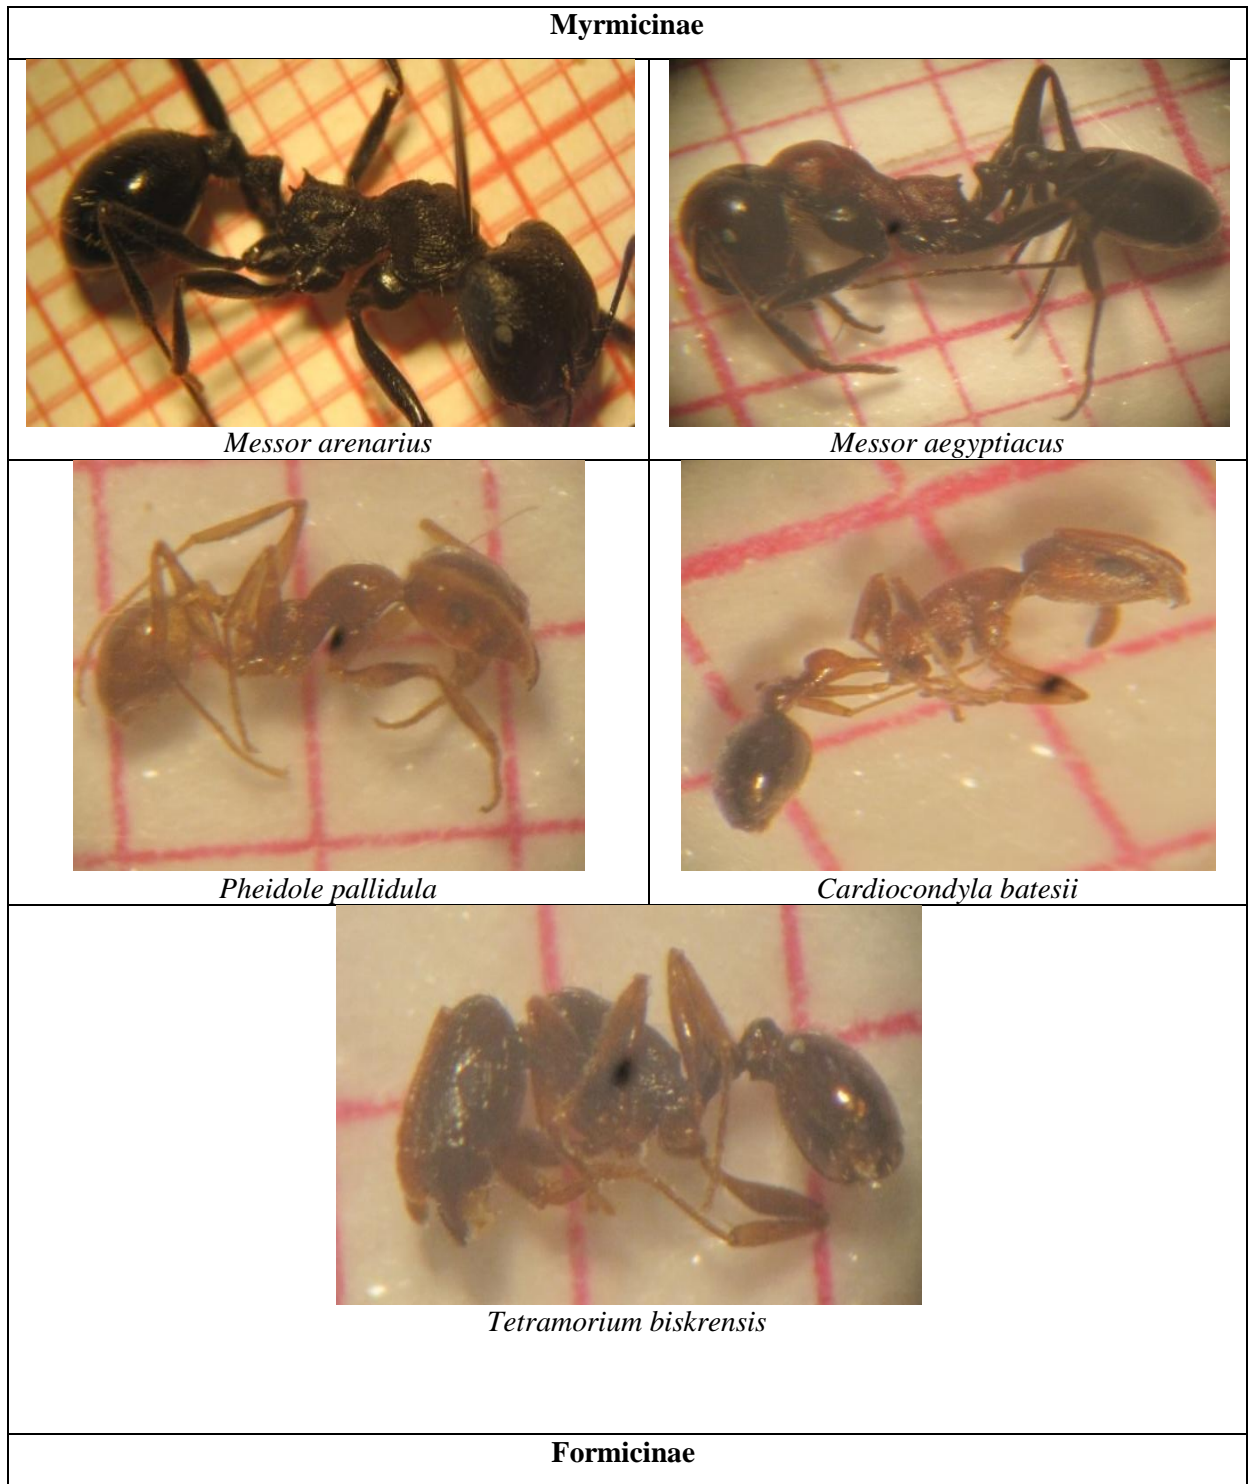 Myrmicinae
Messor arenarius
Messor aegyptiacus
Pheidole pallidula
Cardiocondyla batesii
Tetramorium biskrensis
Formicinae